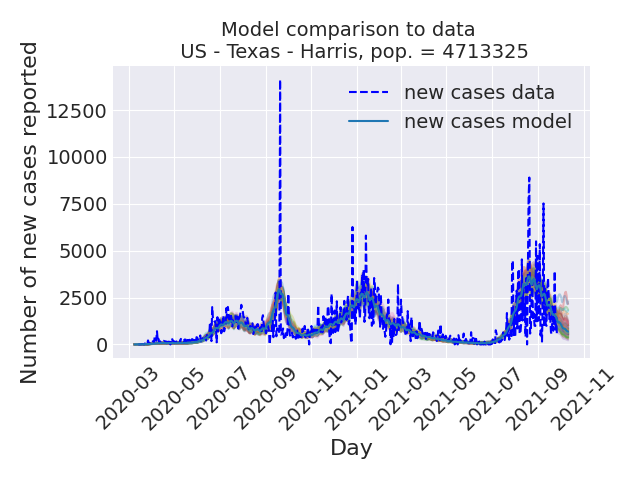 Model comparison to data
US - Texas - Harris, pop. = 4713325
Number of new cases reported
12500
10000
7500
5000
2500
0
new cases data
new cases model
2020-03
2020-05
2020-07
2020-09
2020-11
2021-01
2021-03
2021-05
2021-07
2021-09
2021-11
Day